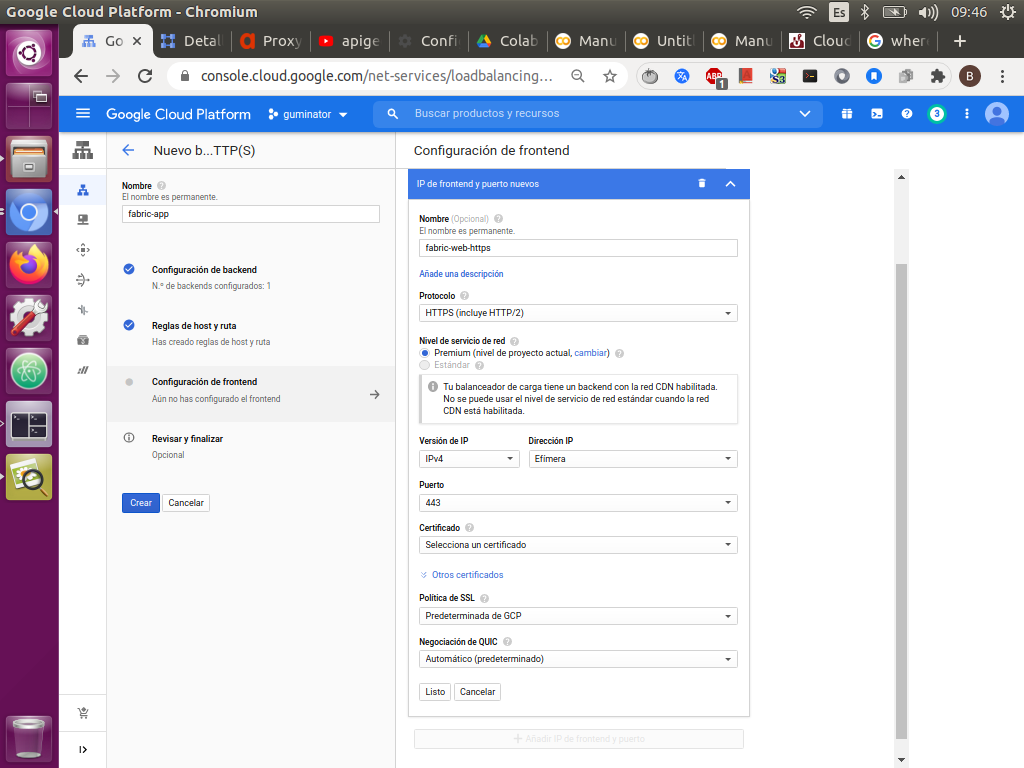 Google Cloud Platform - Chromium
Es
09:46
Go
Detail
Proxy
apige
Confi
Colab
Manu
Untitl
Manu
Cloud
where
console.cloud.google.com/net-services/loadbalancing...
ABP
1
S3
B
Google Cloud Platform
guminator
Buscar productos y recursos
3
Nuevo b...TTP(S)
Configuración de frontend
Nombre
El nombre es permanente.
fabric-app
Configuración de backend
N.º de backends configurados: 1
Reglas de host y ruta
Has creado reglas de host y ruta
Configuración de frontend
Aún no has configurado el frontend
Revisar y finalizar
Opcional
Crear
Cancelar
IP de frontend y puerto nuevos
Nombre (Opcional)
El nombre es permanente.
fabric-web-https
Añade una descripción
Protocolo
HTTPS (incluye HTTP/2)
Nivel de servicio de red
Premium (nivel de proyecto actual, cambiar)
Estándar
Tu balanceador de carga tiene un backend con la red CDN habilitada.
No se puede usar el nivel de servicio de red estándar cuando la red
CDN está habilitada.
Versión de IP
Dirección IP
IPv4
Efímera
Puerto
443
Certificado
Selecciona un certificado
Otros certificados
Política de SSL
Predeterminada de GCP
Negociación de QUIC
Automático (predeterminado)
Listo
Cancelar
Añadir IP de frontend y puerto